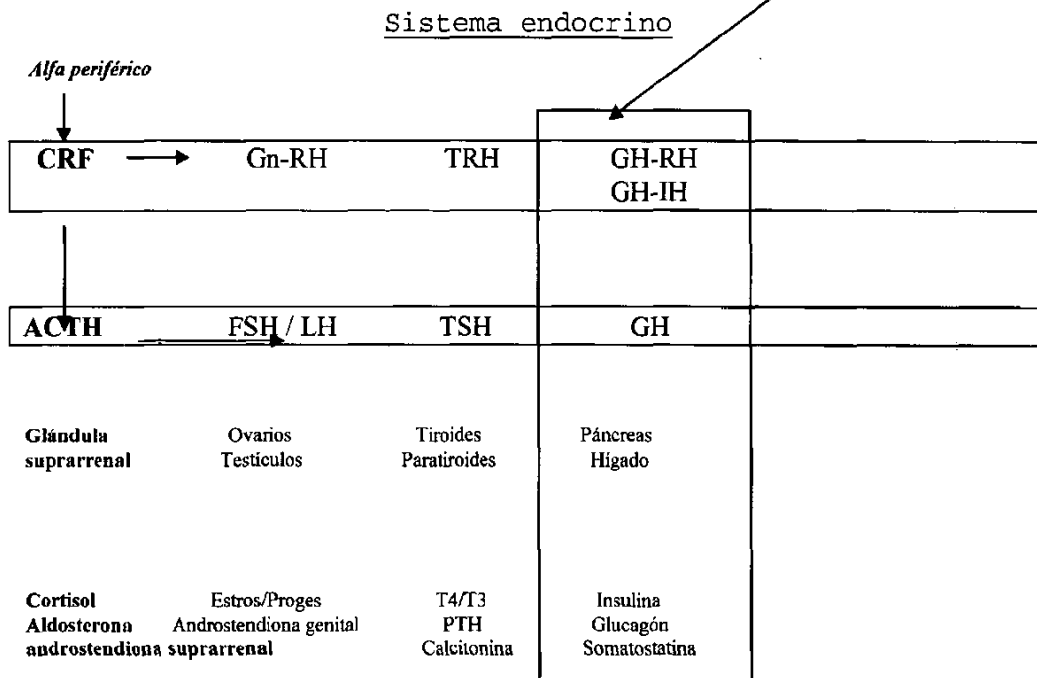 Sistema endocrino
Alfa periférico
CRF Gn-RH TRH GH-RH
GH-IH
ACTH FSH / LH TSH GH
Glándula Ovarios Tiroides Páncreas
suprarrenal Testículos Paratiroides Hígado
Cortisol Estros/Proges T4/T3 Insulina
Aldosterona Androstendiona genital PTH Glucagón
androstendiona suprarrenal Calcitonina Somatostatina